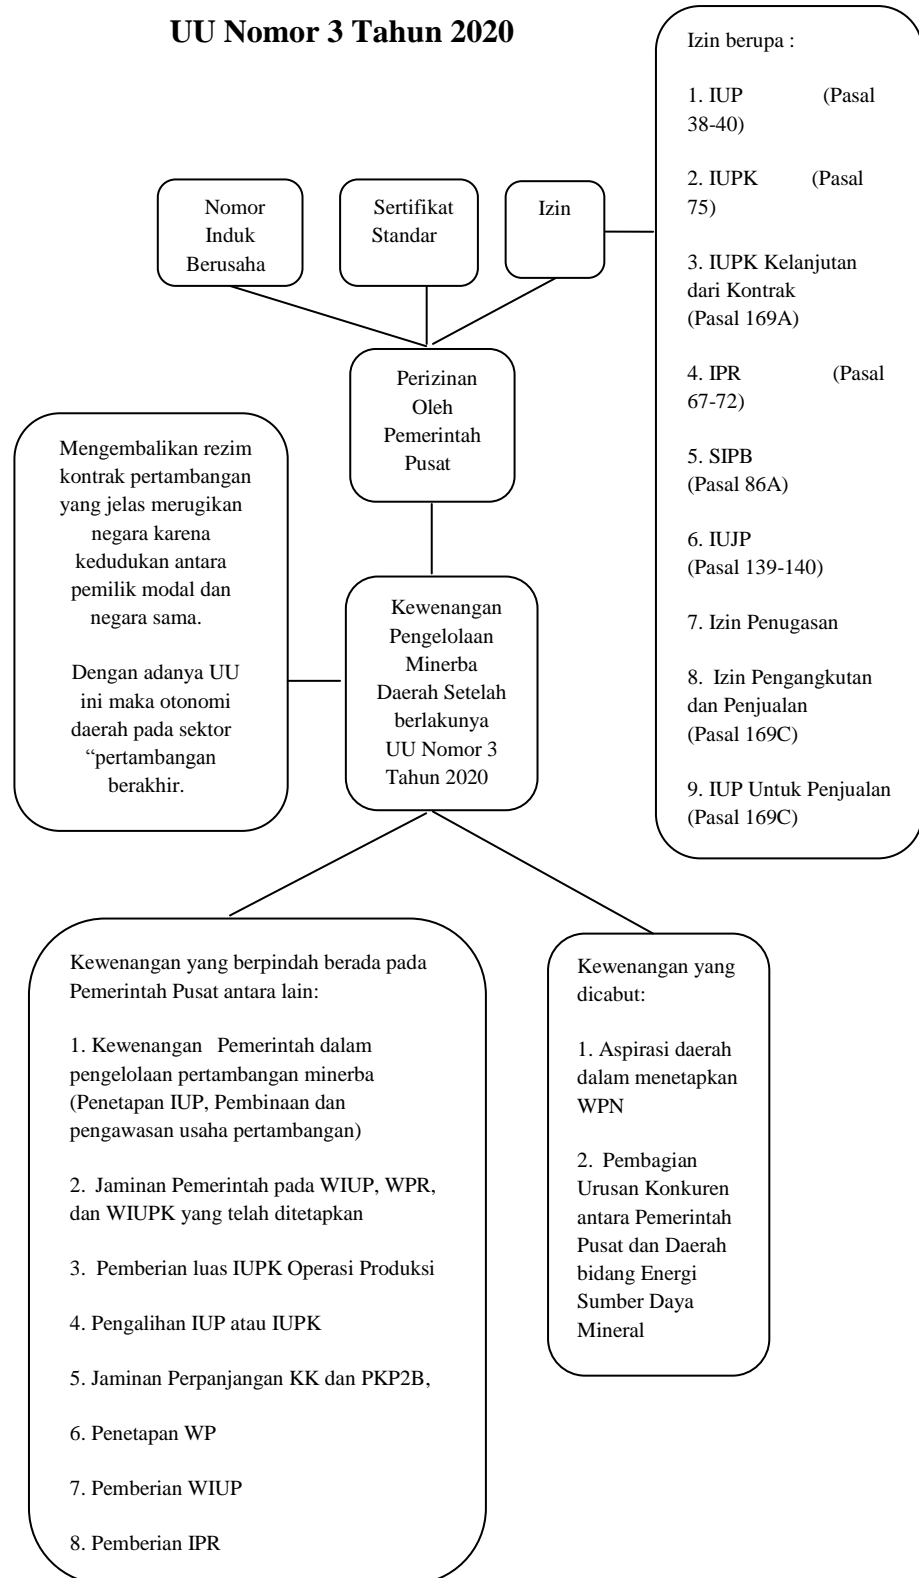 UU Nomor 3 Tahun 2020
Nomor
Induk
Berusaha
Sertifikat
Standar
Izin
Izin berupa :
1. IUP (Pasal
38-40)
2. IUPK (Pasal
75)
3. IUPK Kelanjutan
dari Kontrak
(Pasal 169A)
4. IPR (Pasal
67-72)
5. SIPB
(Pasal 86A)
6. IUJP
(Pasal 139-140)
7. Izin Penugasan
8. Izin Pengangkutan
dan Penjualan
(Pasal 169C)
9. IUP Untuk Penjualan
(Pasal 169C)
Perizinan
Oleh
Pemerintah
Pusat
Mengembalikan rezim
kontrak pertambangan
yang jelas merugikan
negara karena
kedudukan antara
pemilik modal dan
negara sama.
Dengan adanya UU
ini maka otonomi
daerah pada sektor
“pertambangan
berakhir.
Kewenangan
Pengelolaan
Minerba
Daerah Setelah
berlakunya
UU Nomor 3
Tahun 2020
Kewenangan yang berpindah berada pada
Pemerintah Pusat antara lain:
1. Kewenangan Pemerintah dalam
pengelolaan pertambangan minerba
(Penetapan IUP, Pembinaan dan
pengawasan usaha pertambangan)
2. Jaminan Pemerintah pada WIUP, WPR,
dan WIUPK yang telah ditetapkan
3. Pemberian luas IUPK Operasi Produksi
4. Pengalihan IUP atau IUPK
5. Jaminan Perpanjangan KK dan PKP2B,
6. Penetapan WP
7. Pemberian WIUP
8. Pemberian IPR
Kewenangan yang
dicabut:
1. Aspirasi daerah
dalam menetapkan
WPN
2. Pembagian
Urusan Konkuren
antara Pemerintah
Pusat dan Daerah
bidang Energi
Sumber Daya
Mineral